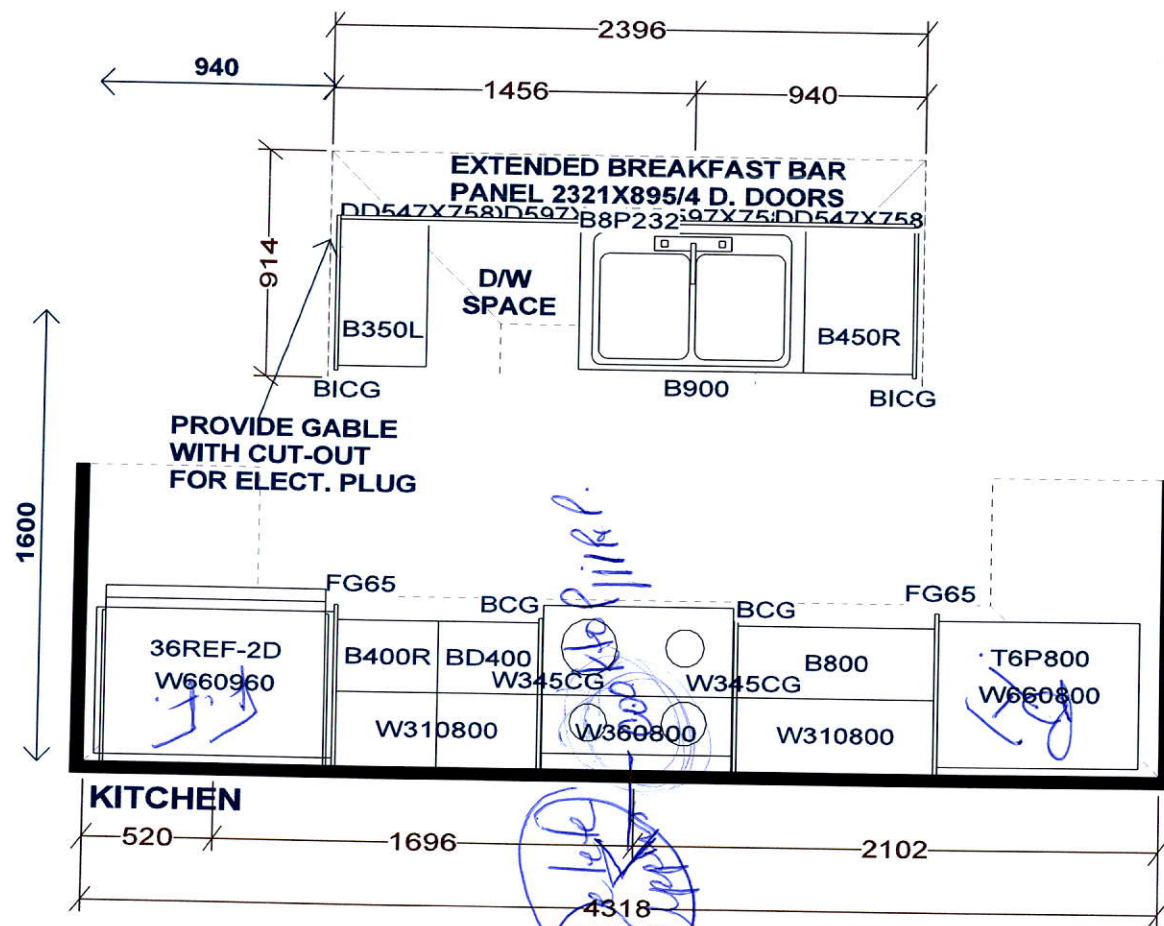 2396
940
1456
940
EXTENDED BREAKFAST BAR
PANEL 2321X895/4 D. DOORS
DD547X758
B8P232
DD547X758
914
D/W
SPACE
B350L
B450R
BICG
B900
BICG
PROVIDE GABLE
WITH CUT-OUT
FOR ELECT. PLUG
1600
FG65
BCG
BCG
FG65
36REF-2D
W660960
B400R
BD400
W345CG
W345CG
B800
T6P800
W660800
W310800
W360800
W310800
KITCHEN
520
1696
2102
4318